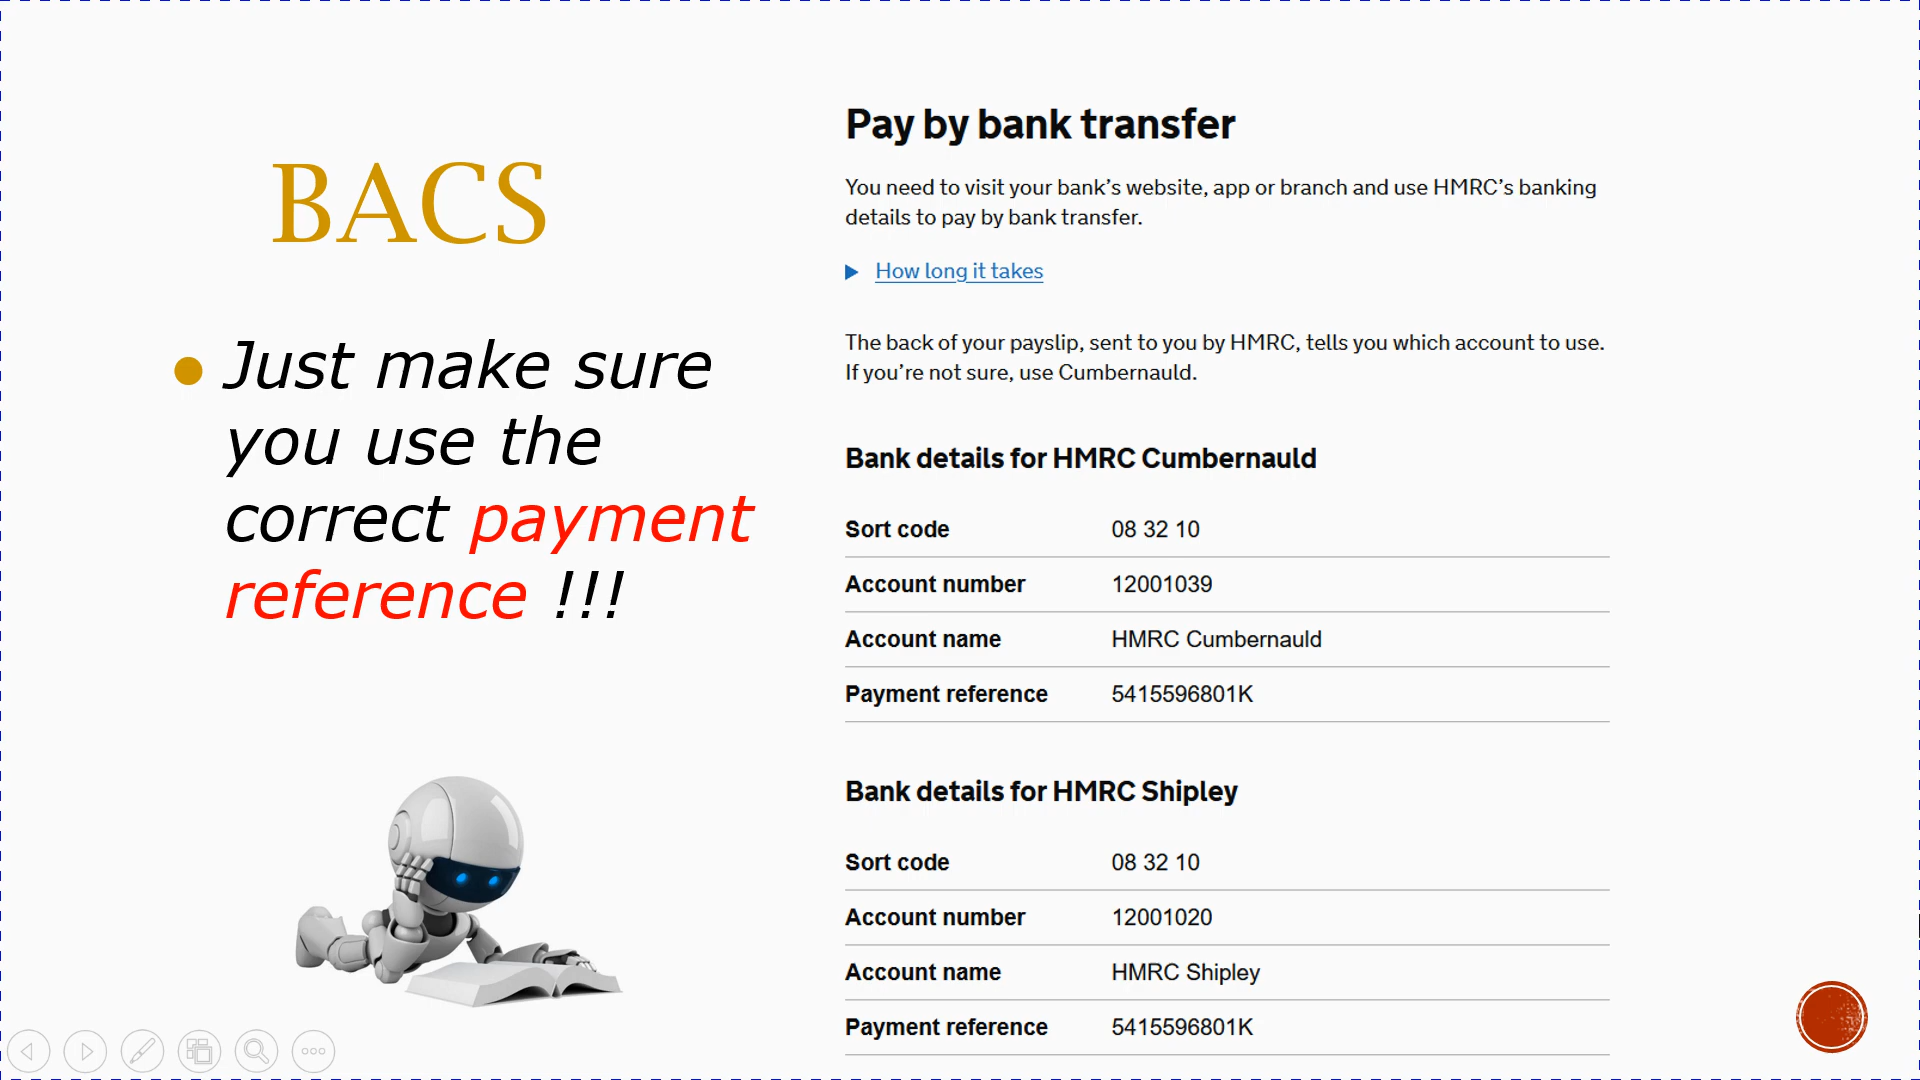 BACS
Just make sure
you use the
correct payment
reference !!!
Pay by bank transfer
You need to visit your bank’s website, app or branch and use HMRC’s banking
details to pay by bank transfer.
How long it takes
The back of your payslip, sent to you by HMRC, tells you which account to use.
If you’re not sure, use Cumbernauld.
Bank details for HMRC Cumbernauld
Sort code 08 32 10
Account number 12001039
Account name HMRC Cumbernauld
Payment reference 5415596801K
Bank details for HMRC Shipley
Sort code 08 32 10
Account number 12001020
Account name HMRC Shipley
Payment reference 5415596801K